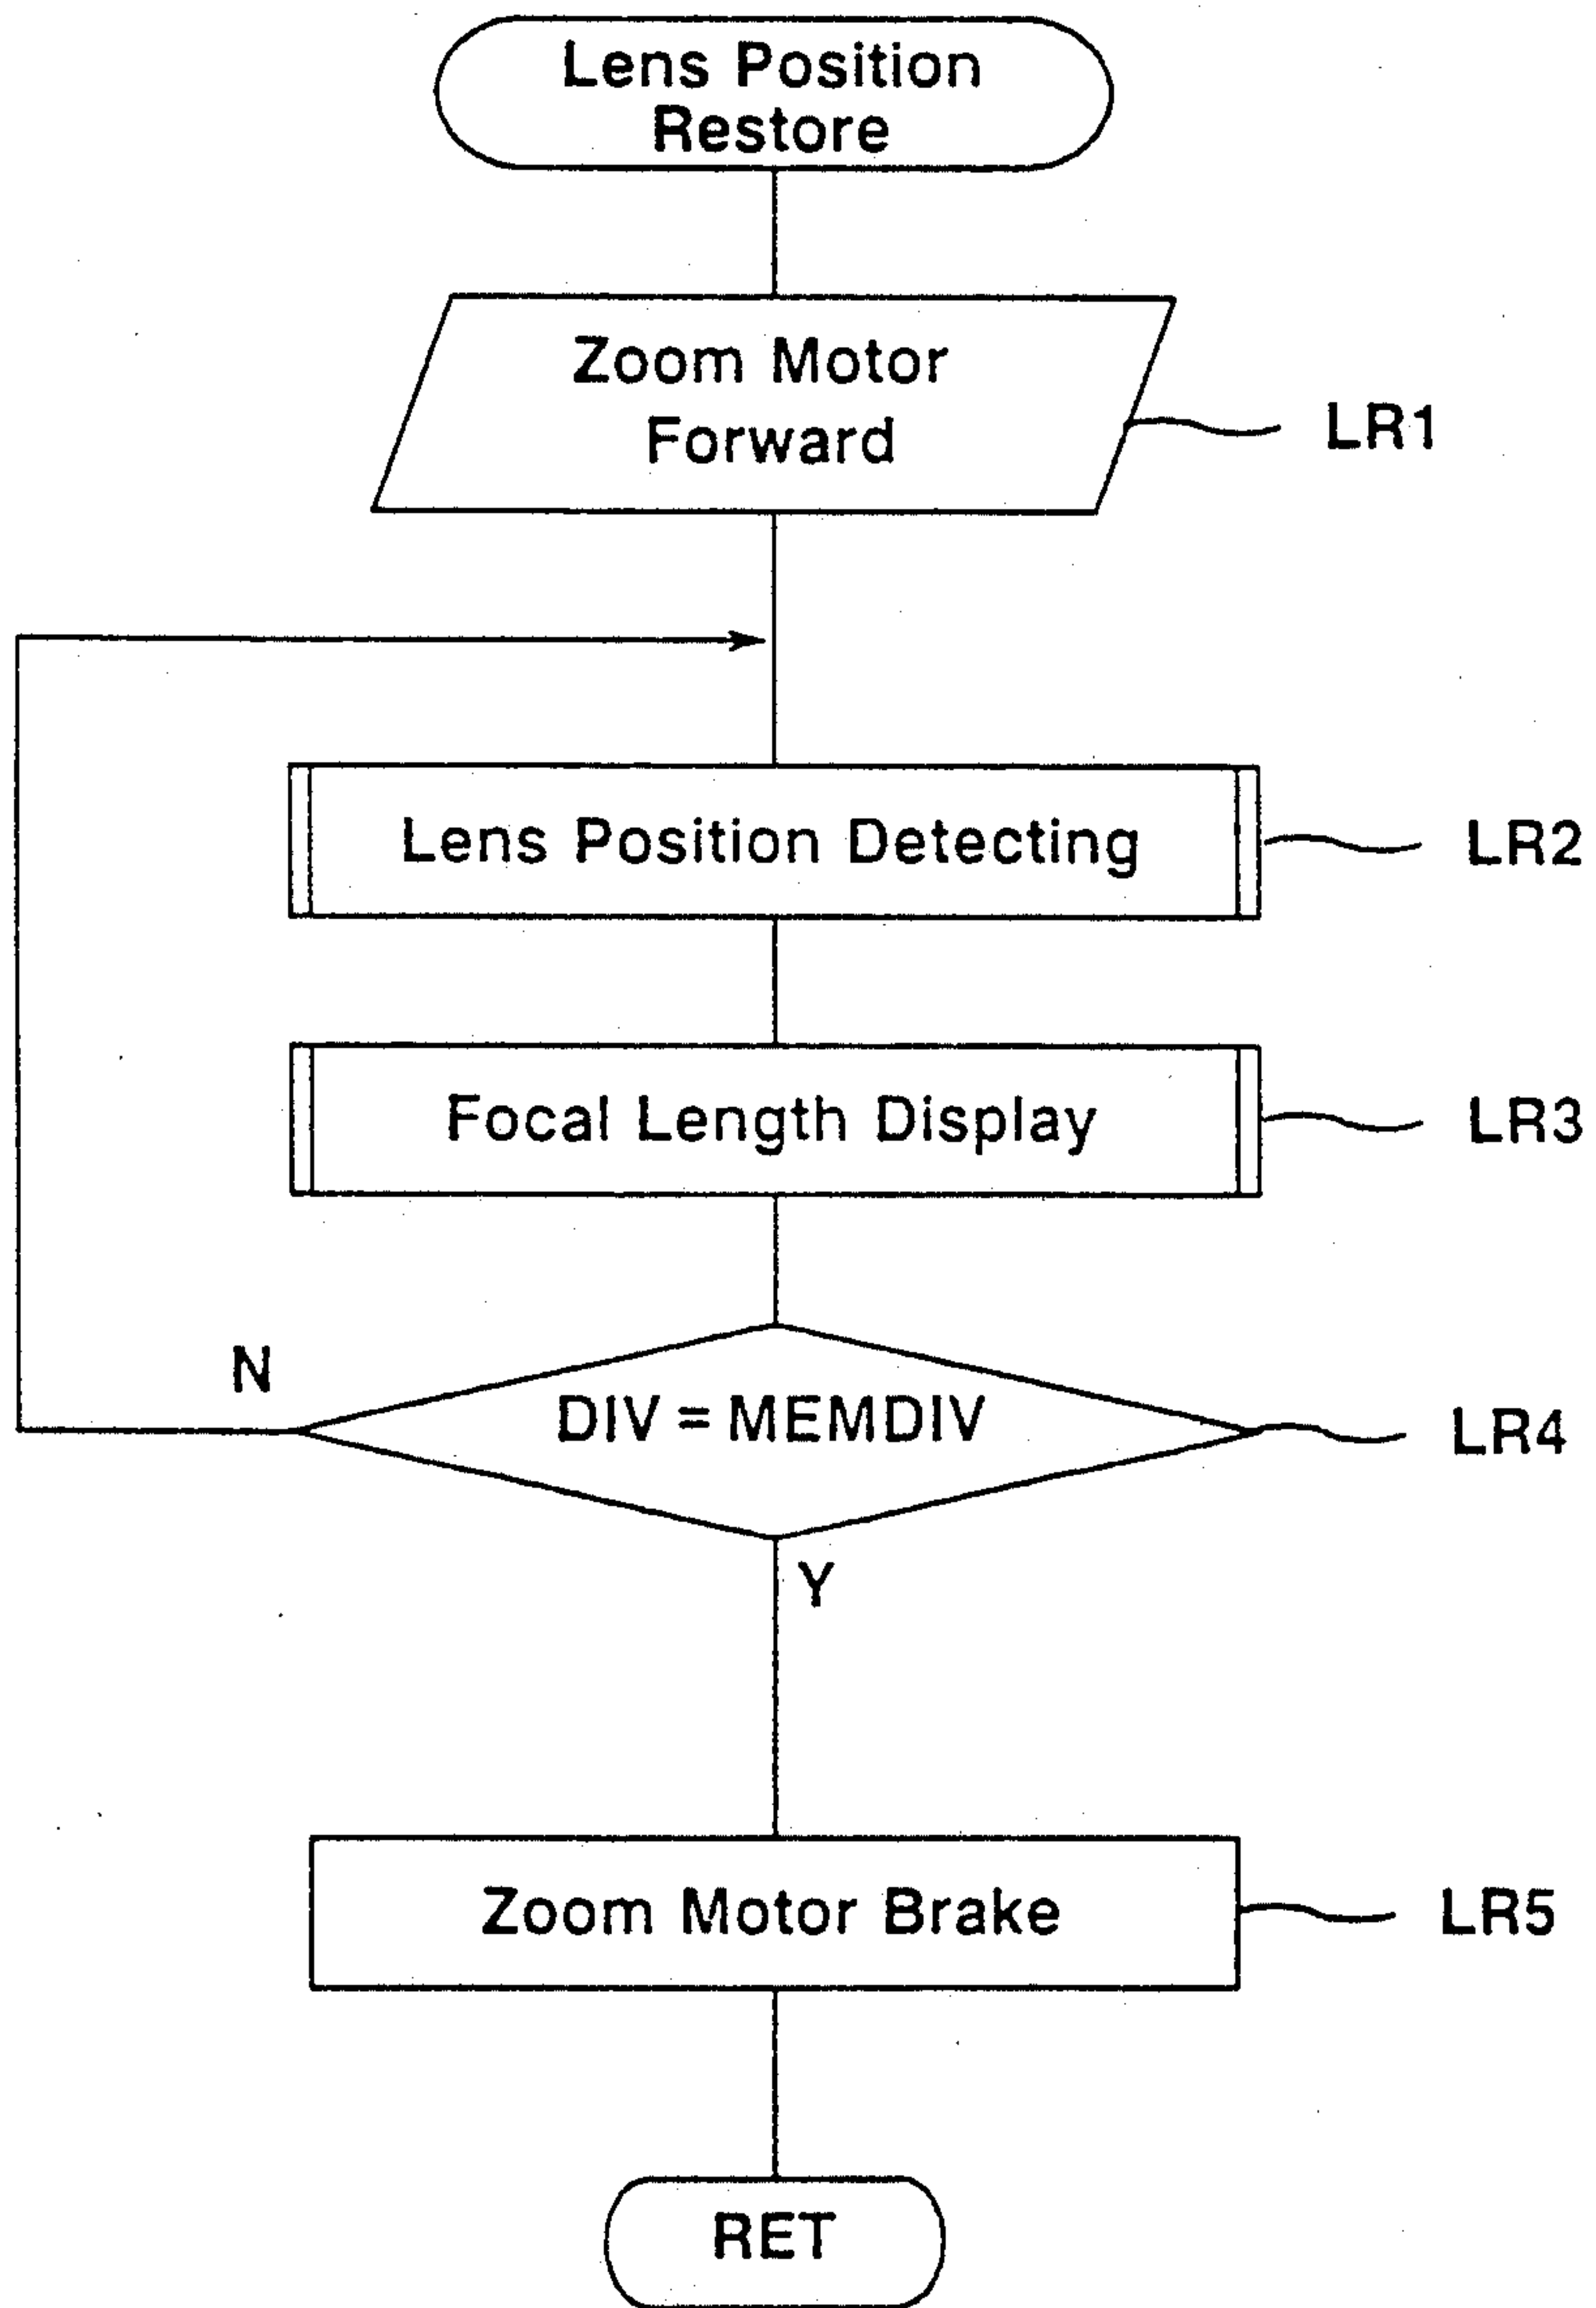 Lens Position
Restore
Zoom Motor
Forward
LR1
Lens Position Detecting
LR2
Focal Length Display
LR3
N
DIV = MEMDIV
LR4
Y
Zoom Motor Brake
LR5
RET